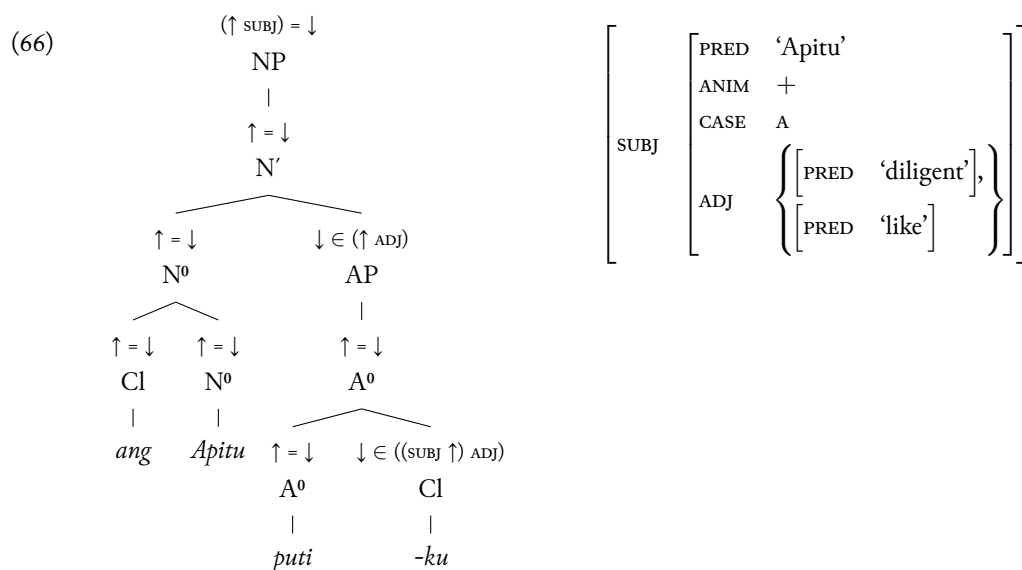 (66)
(↑ SUBJ) = ↓
NP
↑ = ↓
N′
↑ = ↓ ↓ ∈ (↑ ADJ)
N⁰ AP
↑ = ↓ ↑ = ↓ ↑ = ↓
Cl N⁰ A⁰
ang Apitu ↑ = ↓ ↓ ∈ ((SUBJ ↑) ADJ)
A⁰ Cl
puti -ku
SUBJ
PRED ‘Apitu’
ANIM +
CASE A
ADJ
{[PRED ‘diligent’],
[PRED ‘like’]}